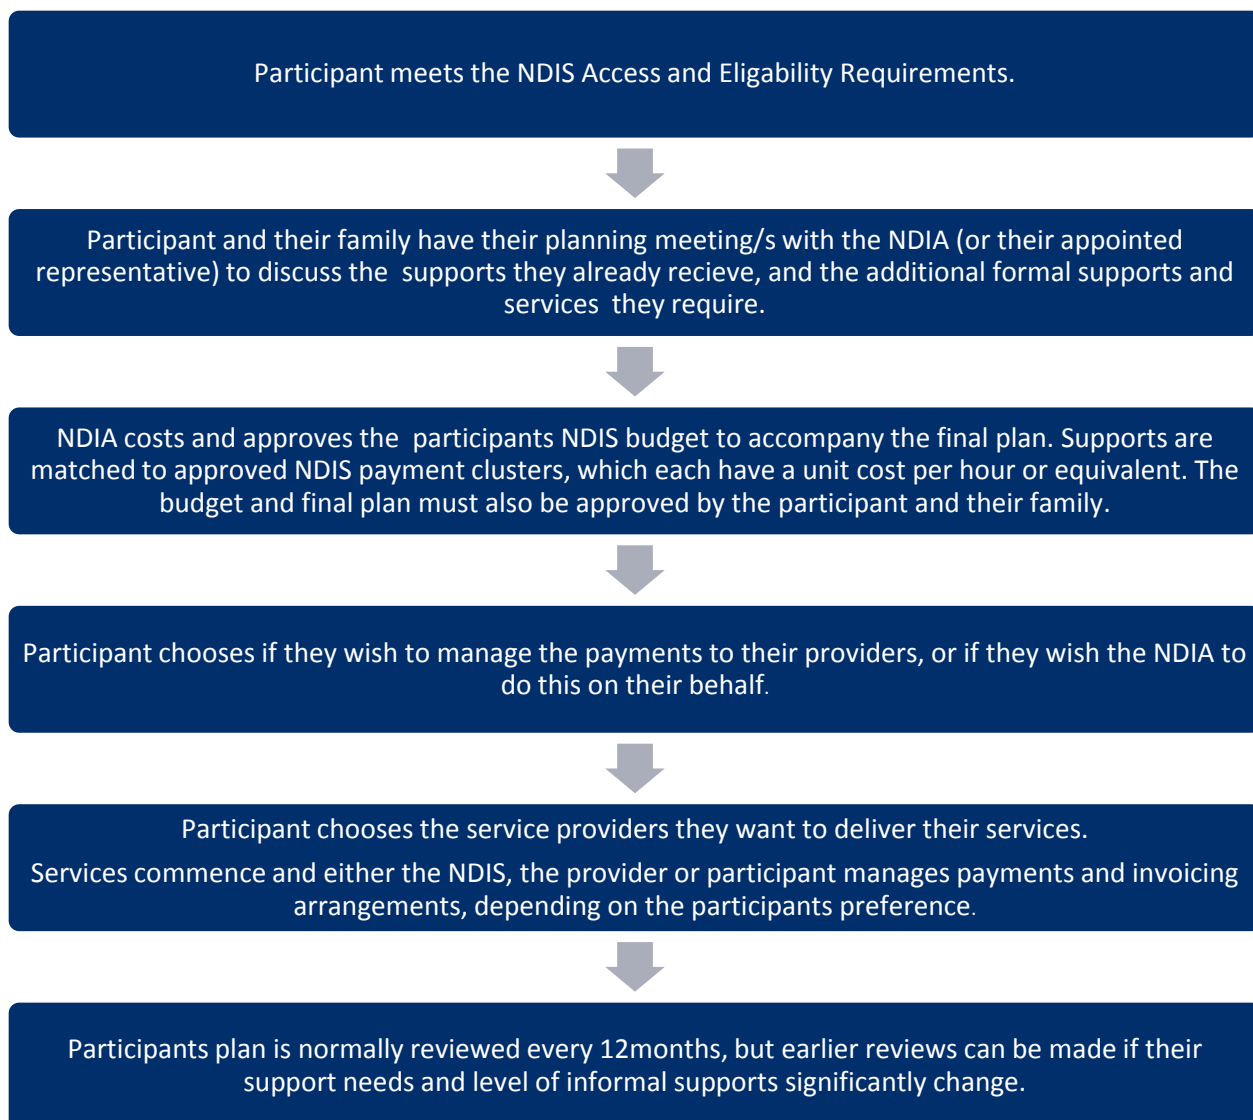 Participant meets the NDIS Access and Eligability Requirements.
Participant and their family have their planning meeting/s with the NDIA (or their appointed
representative) to discuss the  supports they already recieve, and the additional formal supports and
services  they require.
NDIA costs and approves the  participants NDIS budget to accompany the final plan. Supports are
matched to approved NDIS payment clusters, which each have a unit cost per hour or equivalent. The
budget and final plan must also be approved by the participant and their family.
Participant chooses if they wish to manage the payments to their providers, or if they wish the NDIA to
do this on their behalf.
Participant chooses the service providers they want to deliver their services.
Services commence and either the NDIS, the provider or participant manages payments and invoicing
arrangements, depending on the participants preference.
Participants plan is normally reviewed every 12months, but earlier reviews can be made if their
support needs and level of informal supports significantly change.